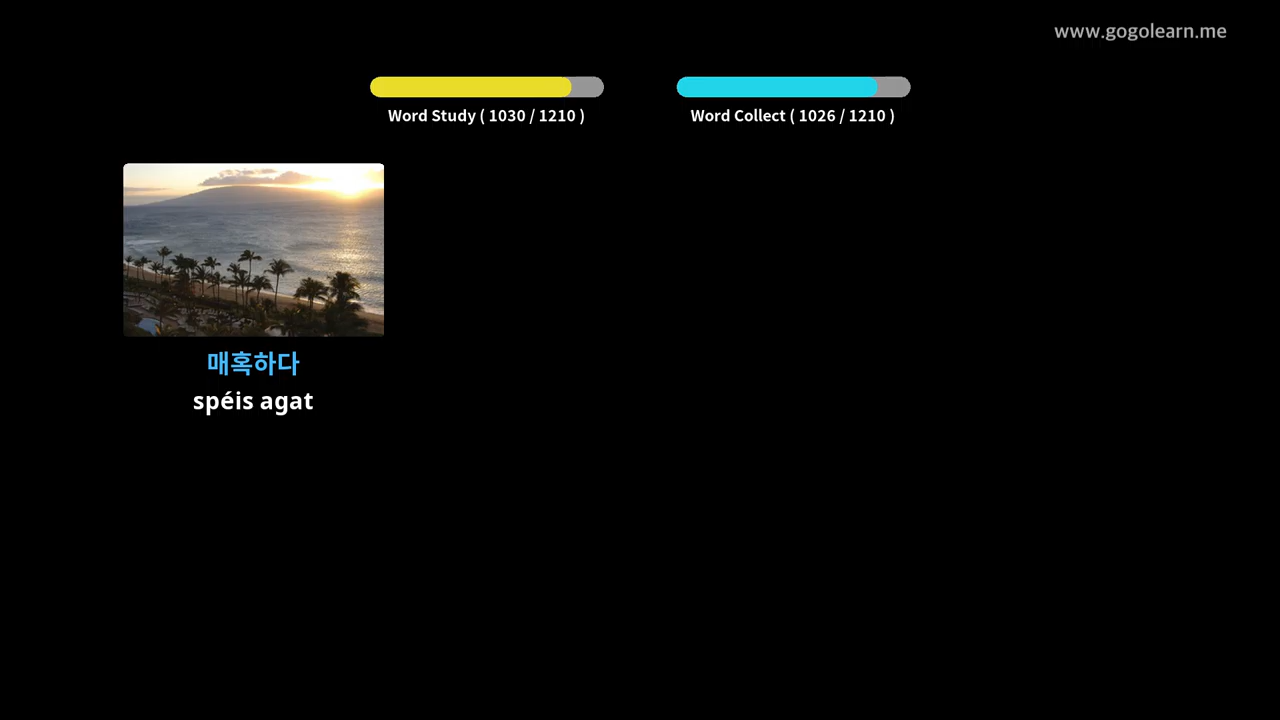 www.gogolearn.me
Word Study ( 1030 / 1210 )
Word Collect ( 1026 / 1210 )
매혹하다
spéis agat